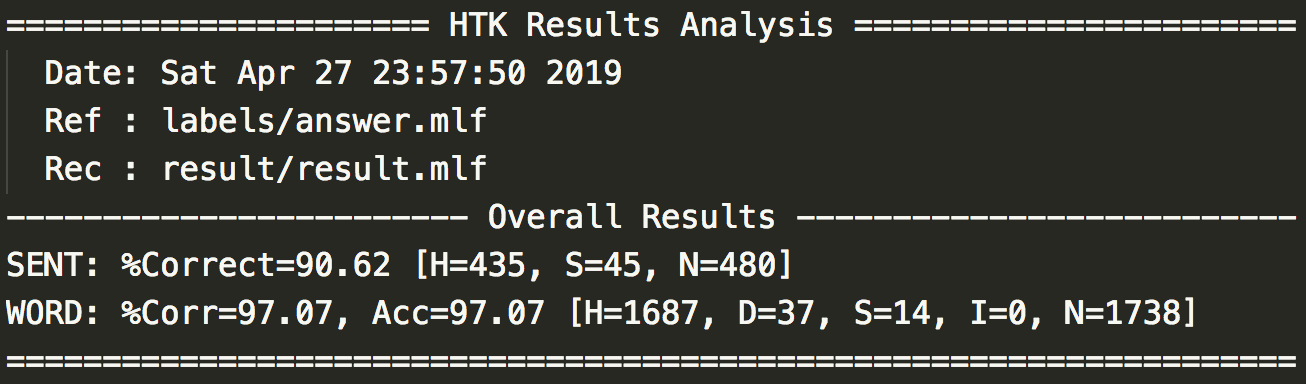 ====================== HTK Results Analysis =======================
  Date: Sat Apr 27 23:57:50 2019
  Ref : labels/answer.mlf
  Rec : result/result.mlf
------------------------ Overall Results --------------------------
SENT: %Correct=90.62 [H=435, S=45, N=480]
WORD: %Corr=97.07, Acc=97.07 [H=1687, D=37, S=14, I=0, N=1738]
===================================================================